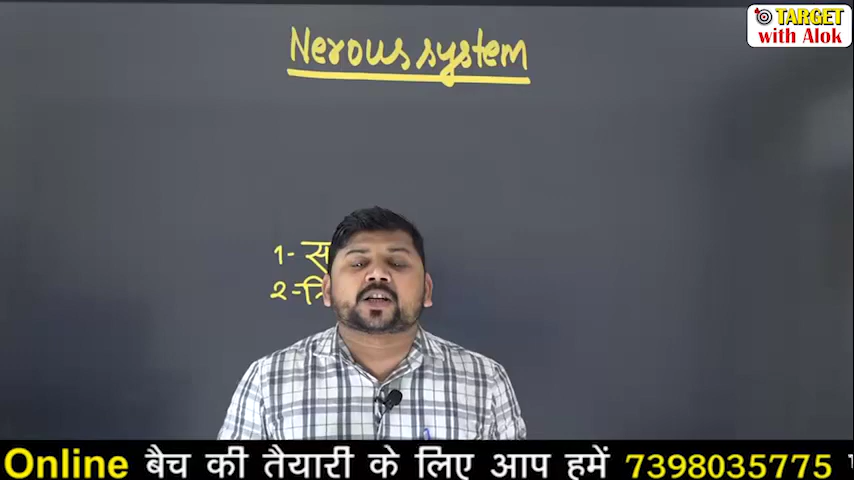 TARGET
with Alok
Nerous system
1-
2-
Online बैच की तैयारी के लिए आप हमें 7398035775